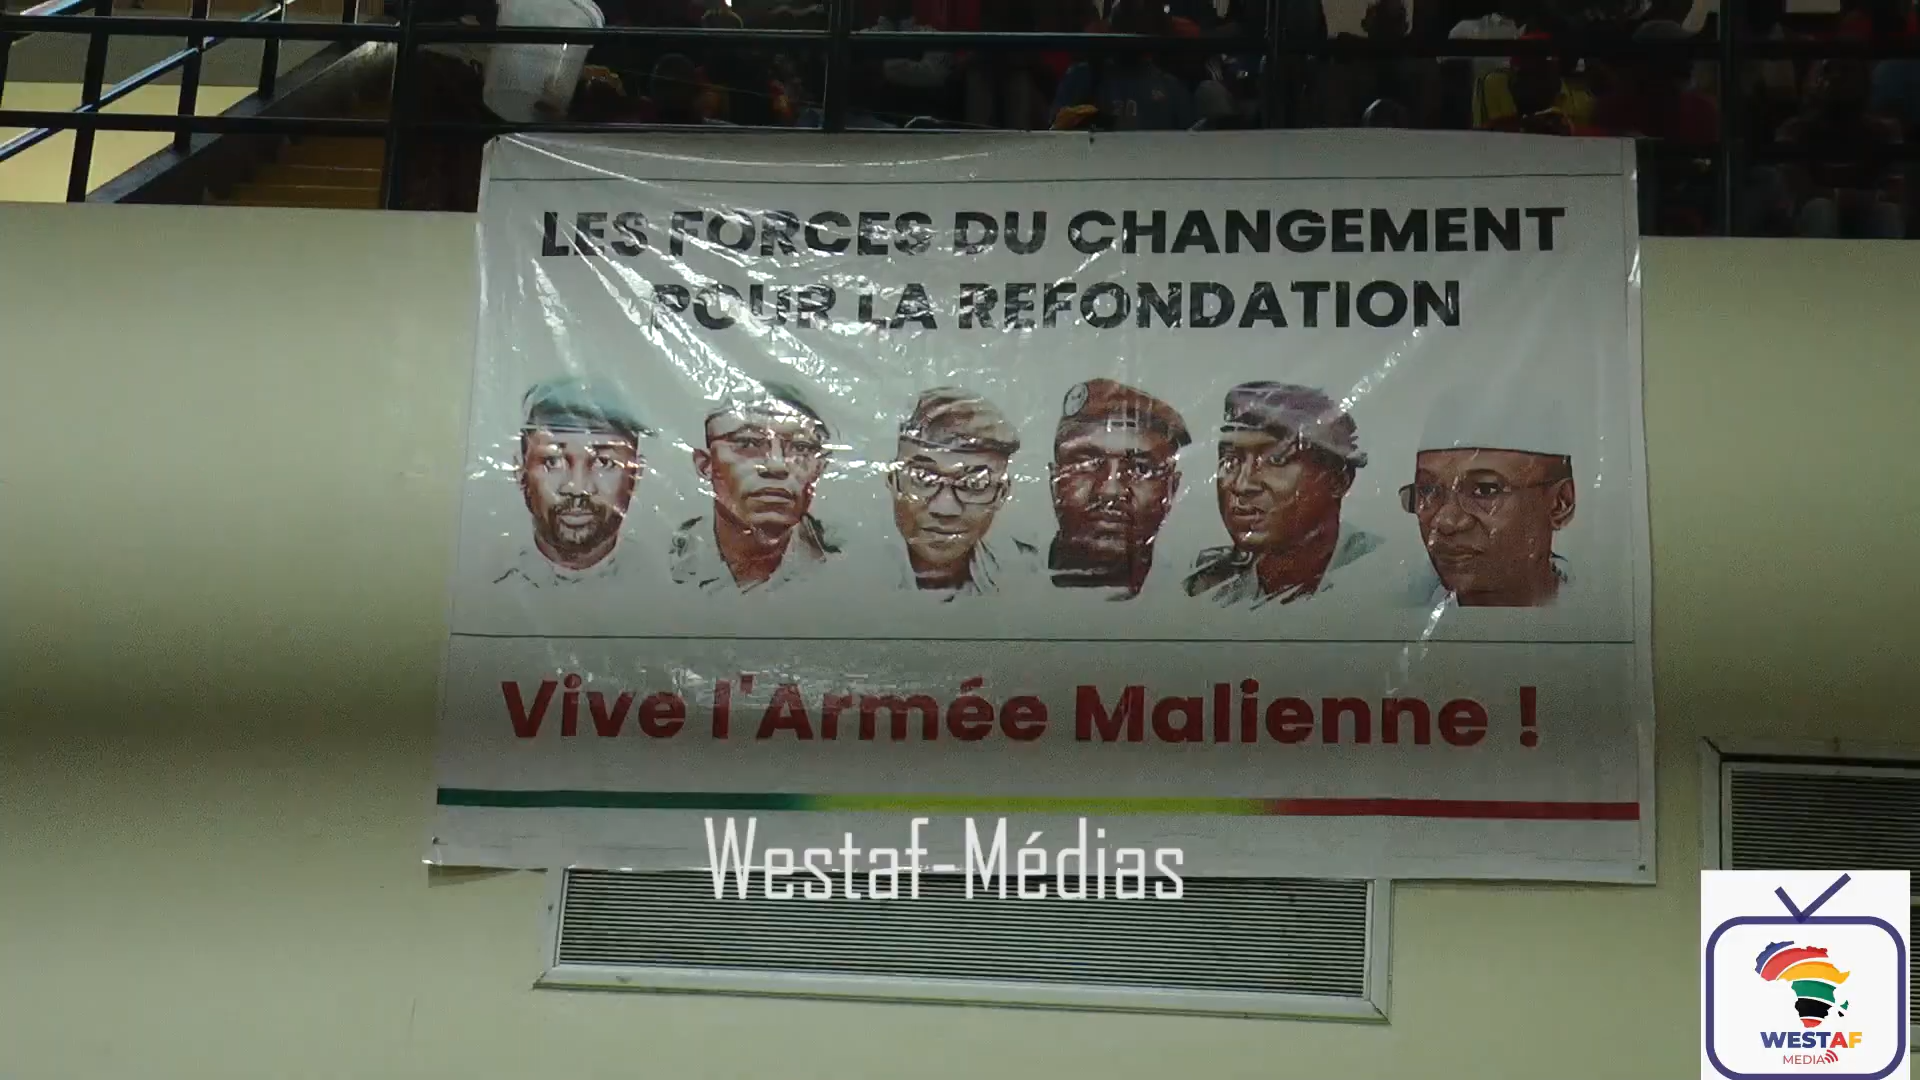 LES FORCES DU CHANGEMENT
POUR LA REFONDATION
Vive l'Armée Malienne !
Westaf-Médias
WESTAF
MEDIA